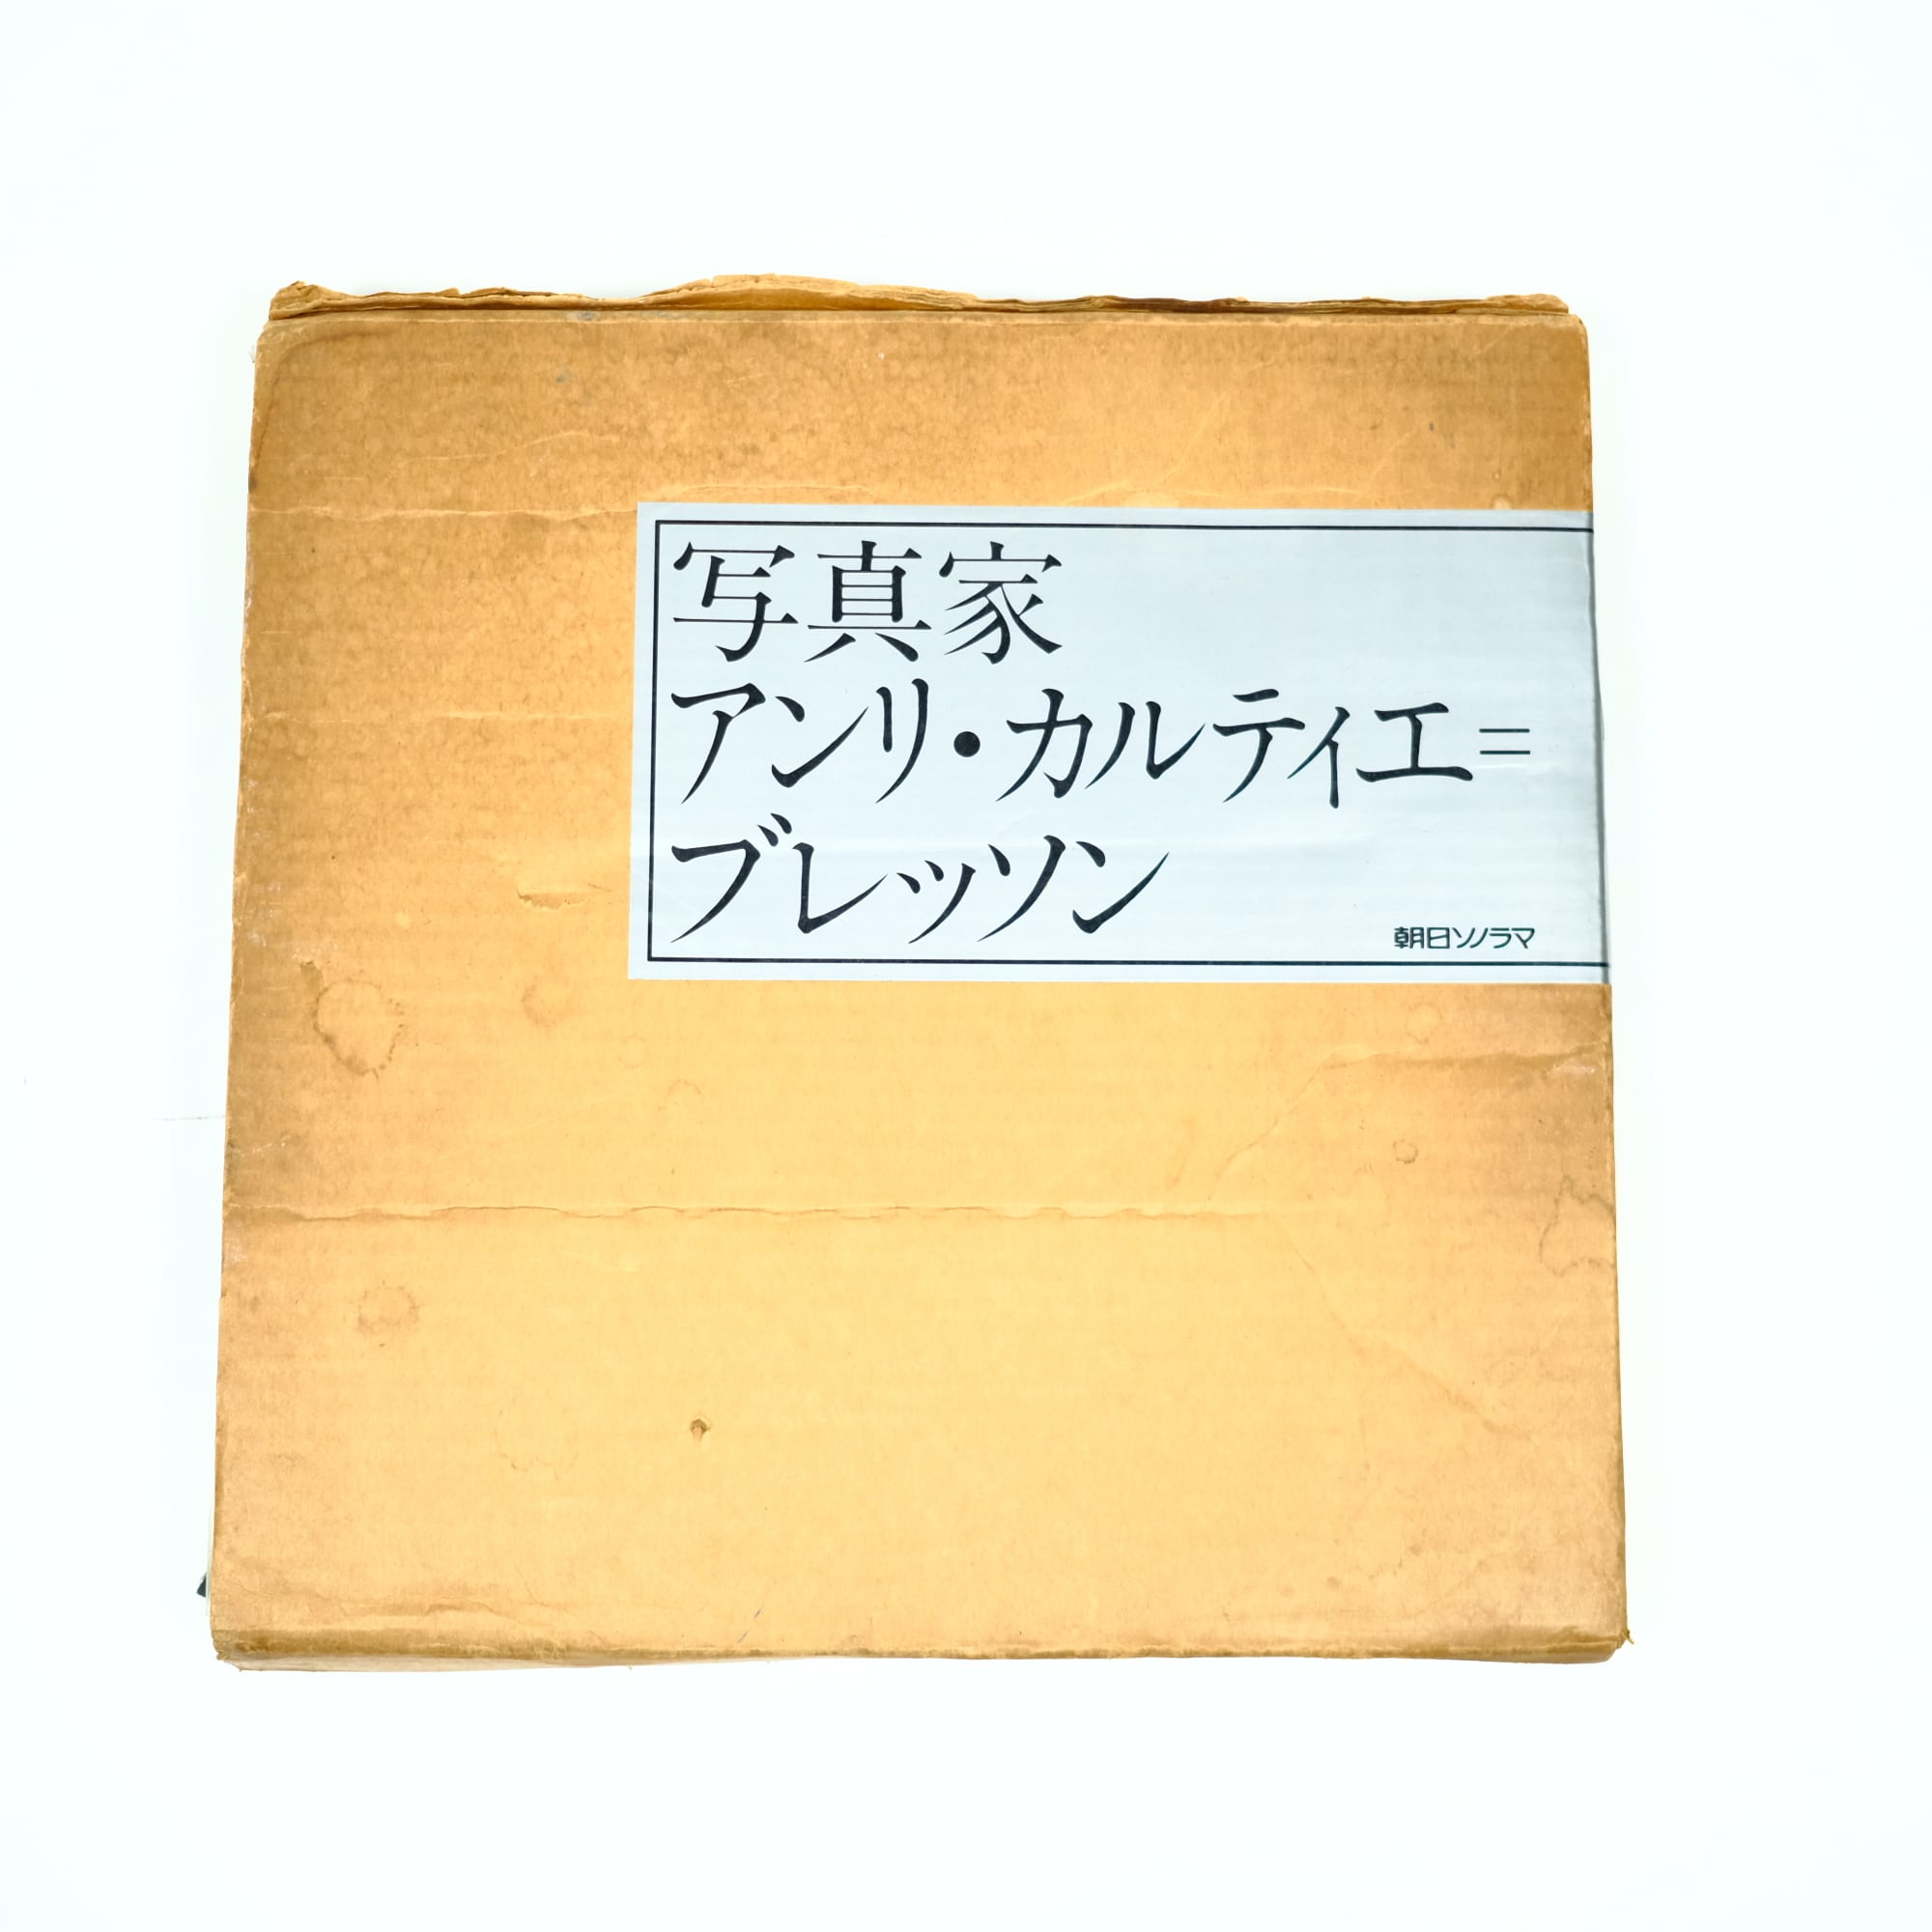 写真家
アンリ・カルティエ=
ブレッソン
朝日ソノラマ